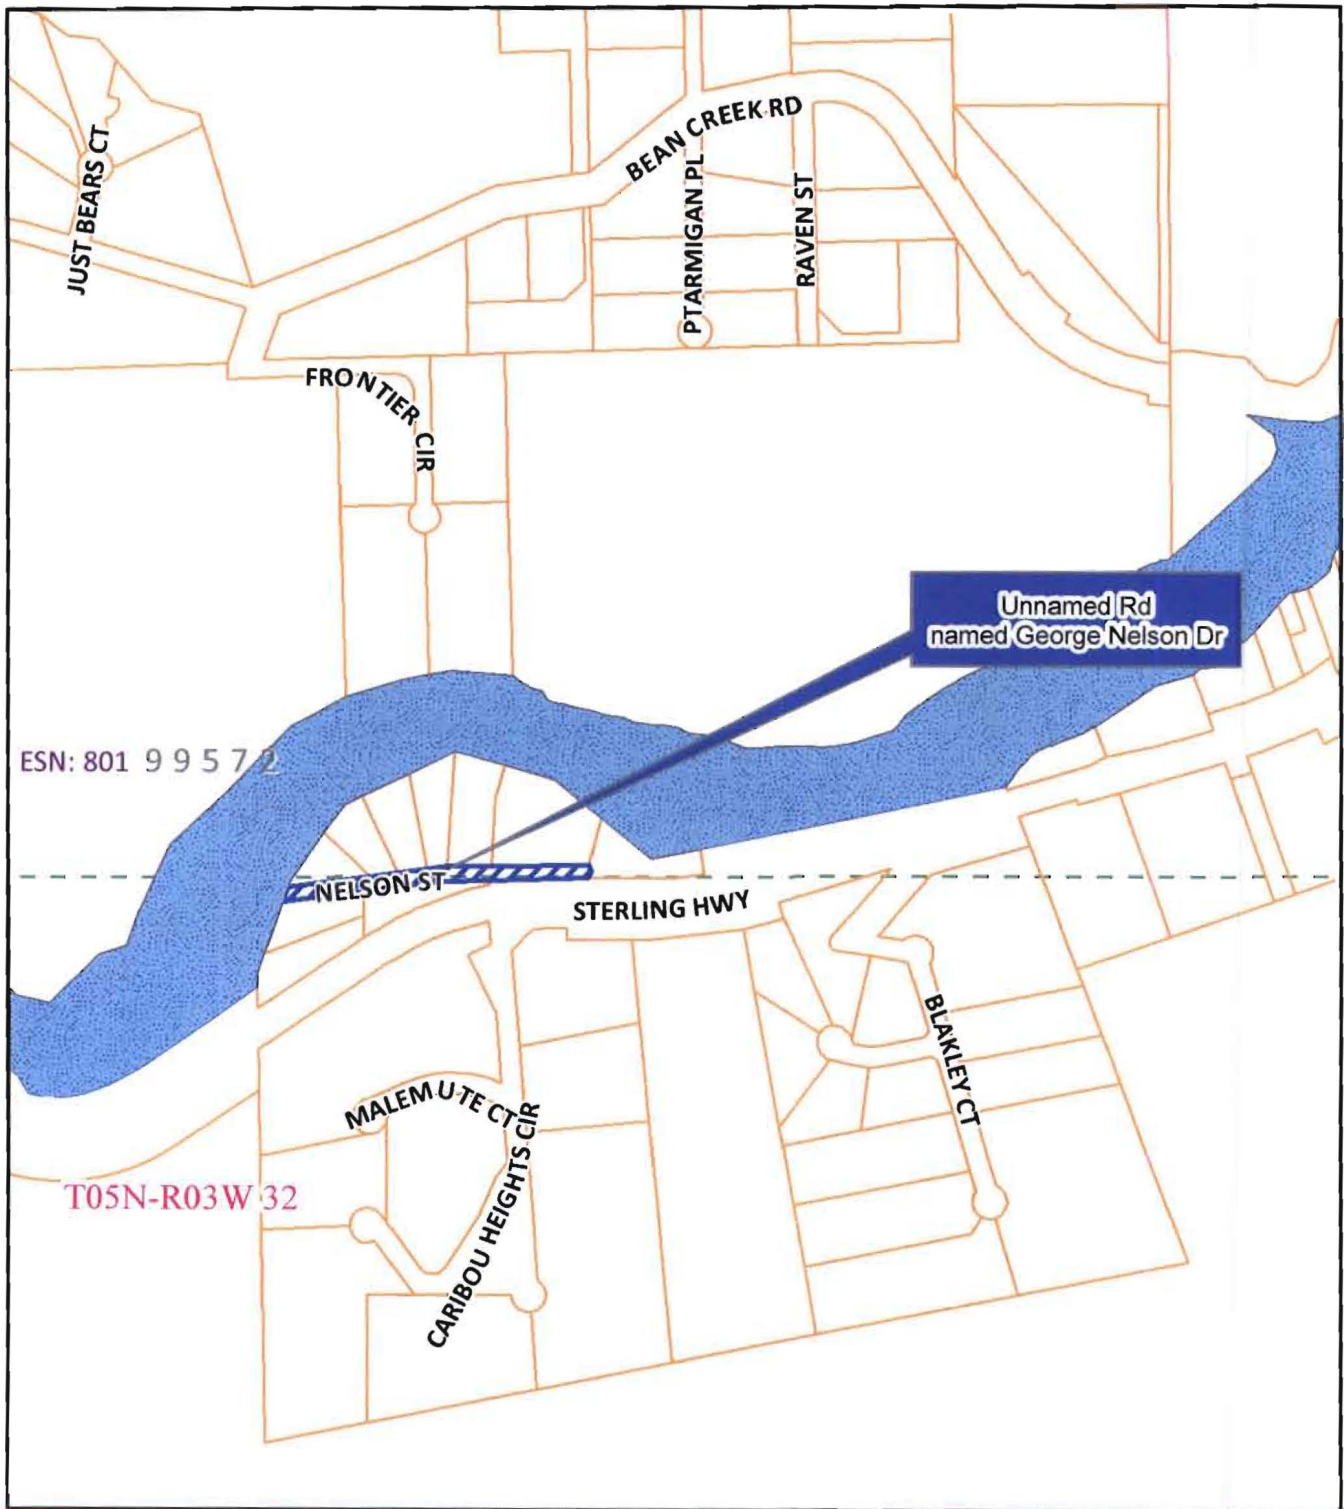 JUST BEARS CT
BEAN CREEK RD
PTARMIGAN PL
RAVEN ST
FRONTIER CIR
Unnamed Rd
named George Nelson Dr
ESN: 801 99572
NELSON ST
STERLING HWY
BLAKLEY CT
MALEMUTE CT
CARIBOU HEIGHTS CIR
T05N-R03W 32